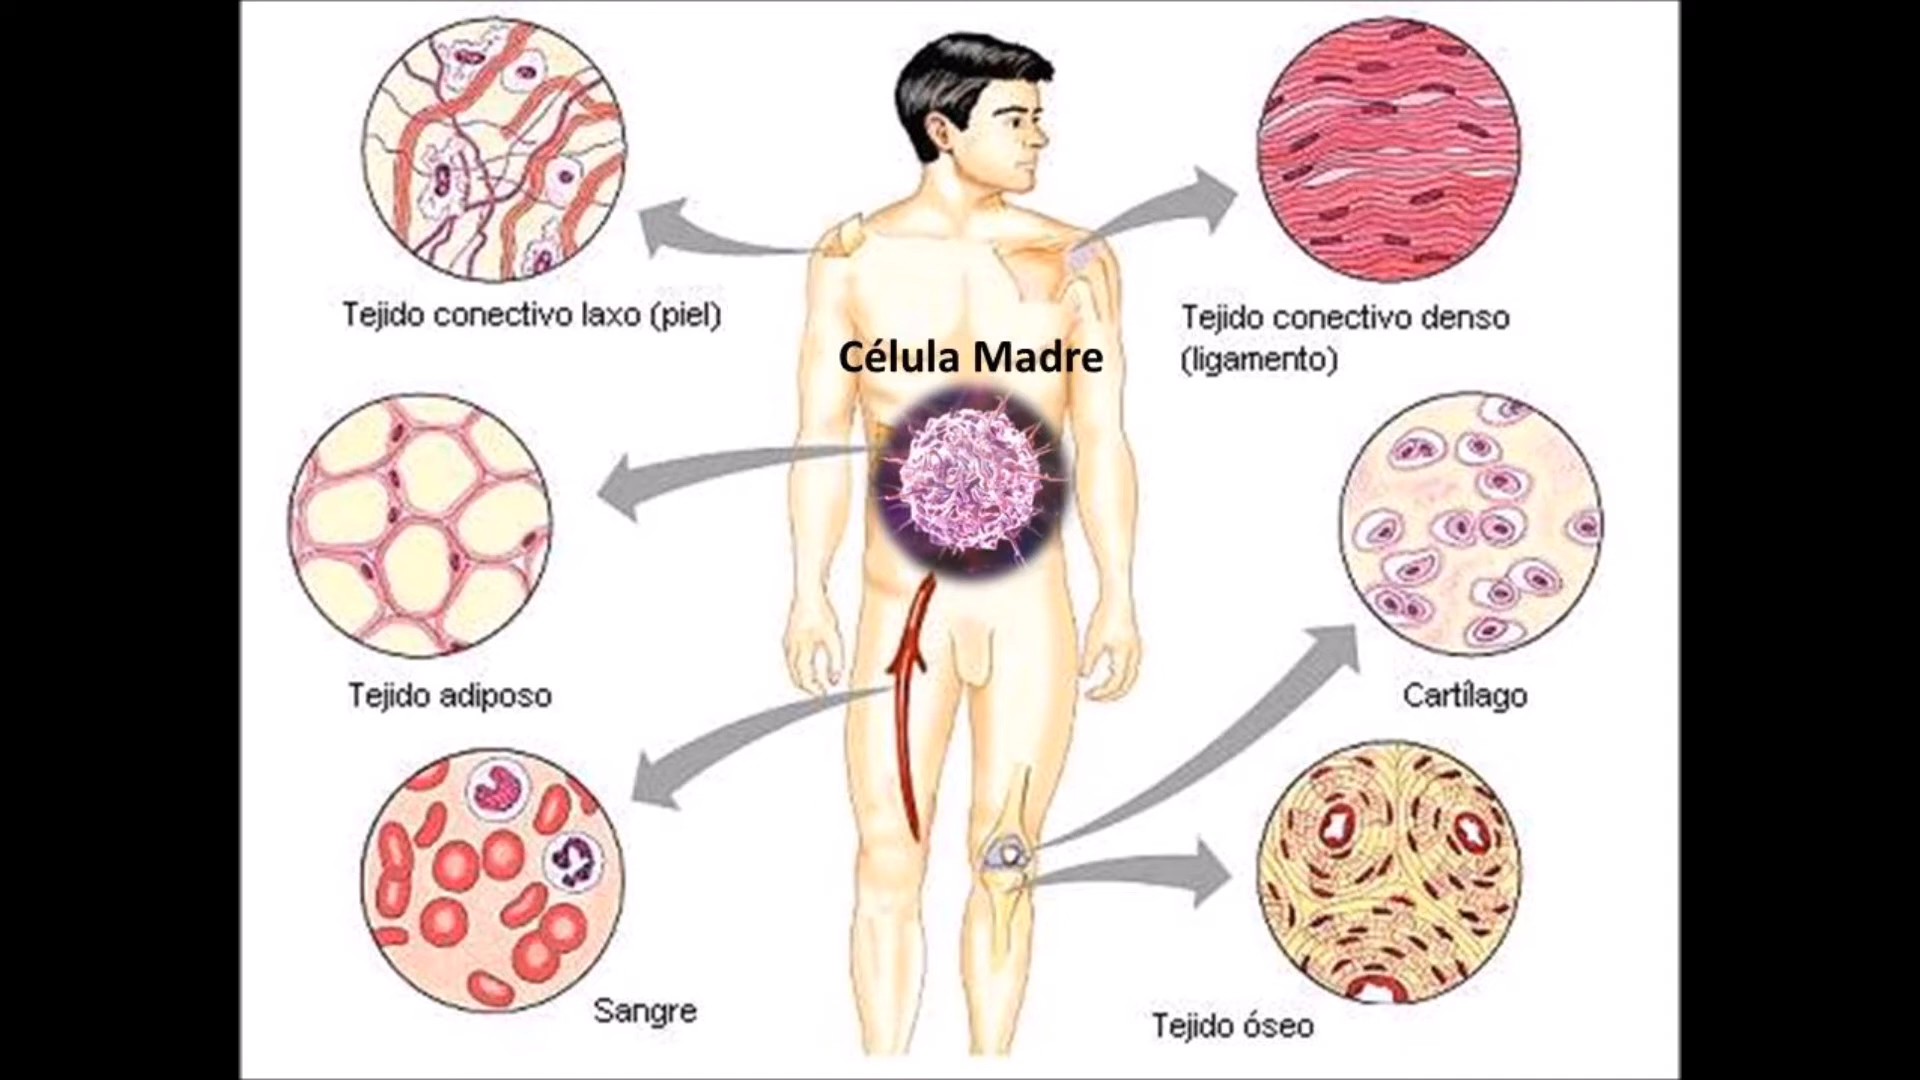 Tejido conectivo laxo (piel)
Tejido conectivo denso
(ligamento)
Célula Madre
Tejido adiposo
Cartílago
Sangre
Tejido óseo